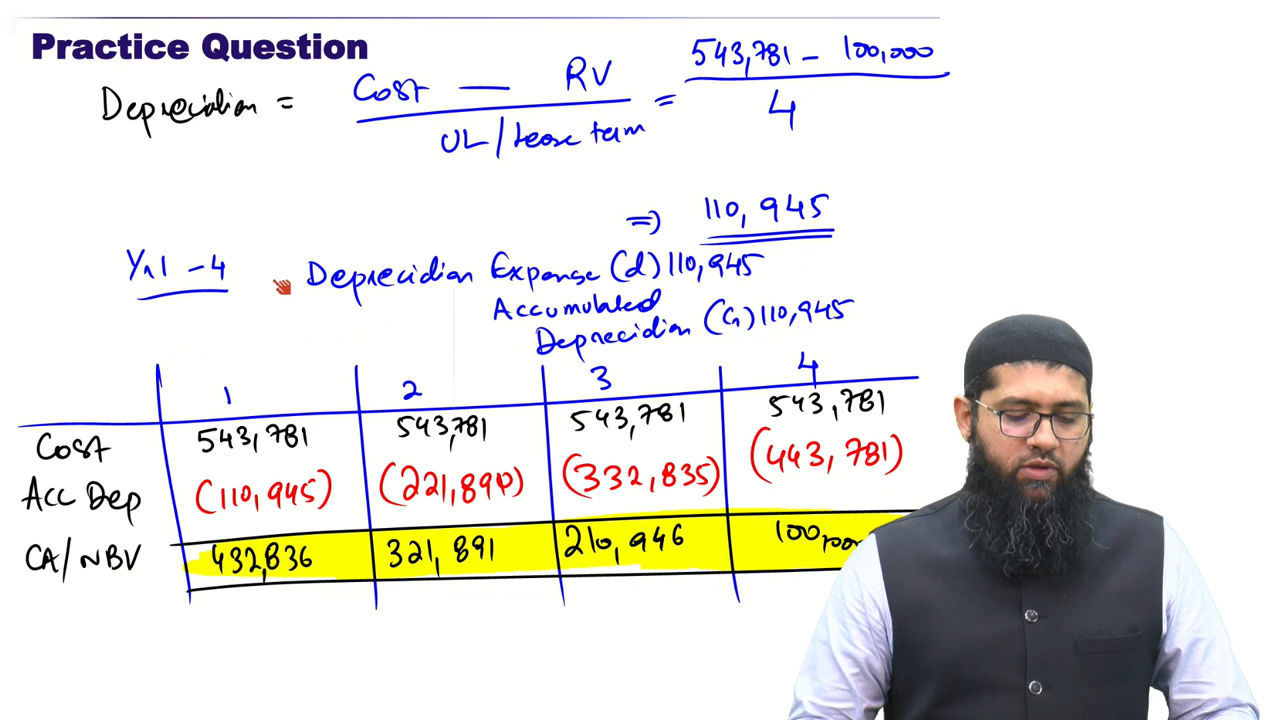 Practice Question
Depreciation = Cost — RV / UL/Lease term = 543,781 – 100,000 / 4
=> 110,945
Yr 1 – 4 Depreciation Expense (d) 110,945
Accumulated
Depreciation (Cr) 110,945
1 2 3 4
Cost 543,781 543,781 543,781 543,781
Acc Dep (110,945) (221,890) (332,835) (443,781)
CA/NBV 432,836 321,891 210,946 100,000